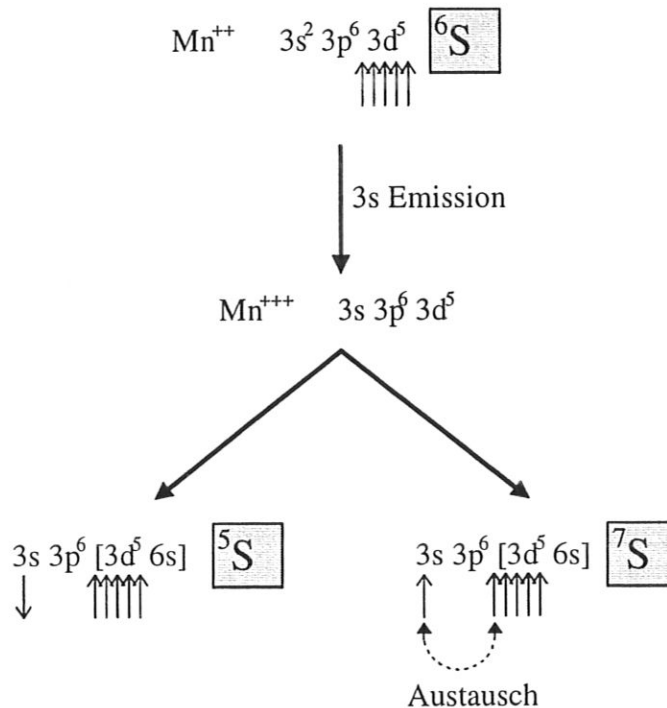 Mn⁺⁺ 3s² 3p⁶ 3d⁵ ⁶S
3s Emission
Mn⁺⁺⁺ 3s 3p⁶ 3d⁵
3s 3p⁶ [3d⁵ 6s] ⁵S
3s 3p⁶ [3d⁵ 6s] ⁷S
Austausch